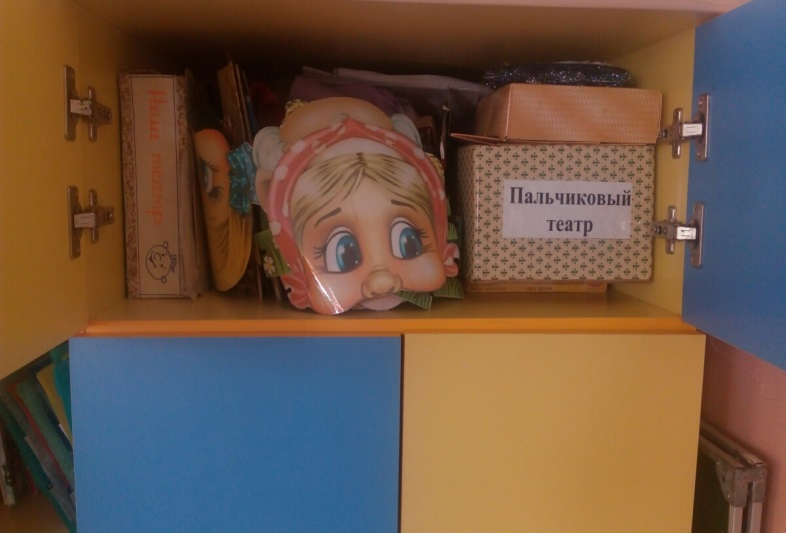 Наш театр
Пальчиковый
театр